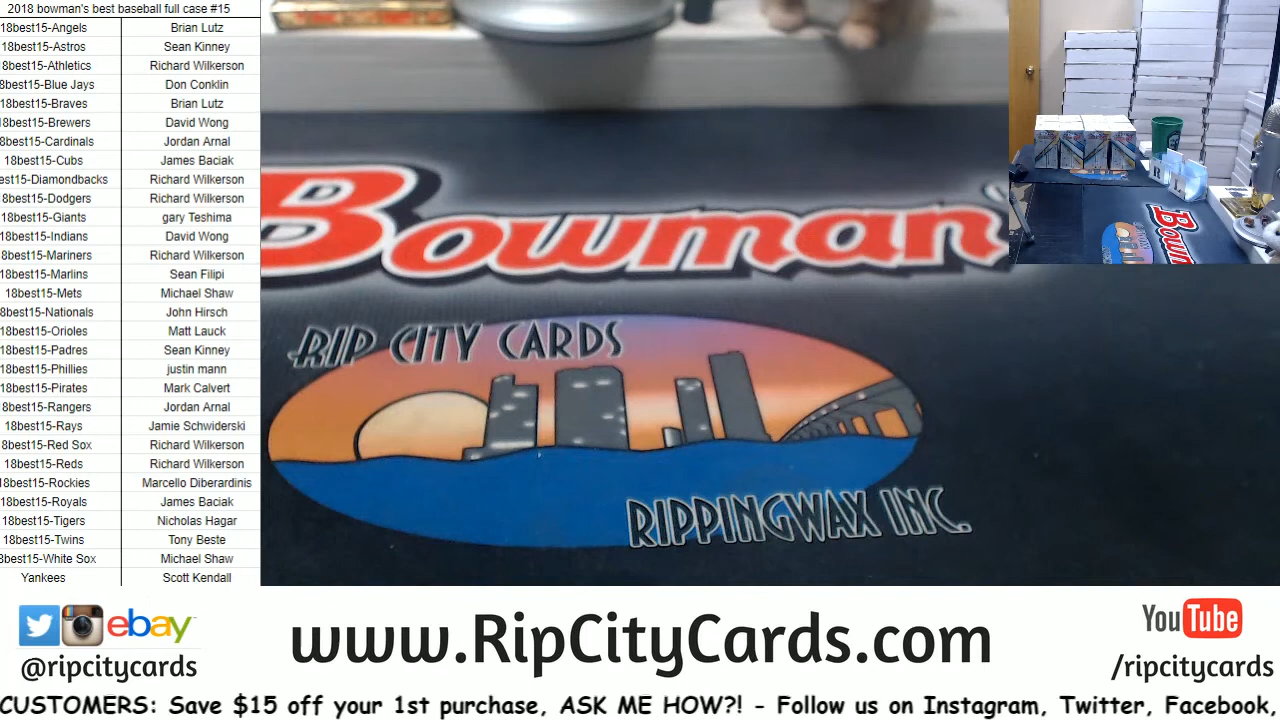 2018 bowman's best baseball full case #15
18best15-Angels Brian Lutz
18best15-Astros Sean Kinney
18best15-Athletics Richard Wilkerson
8best15-Blue Jays Don Conklin
18best15-Braves Brian Lutz
8best15-Brewers David Wong
8best15-Cardinals Jordan Arnal
18best15-Cubs James Baciak
est15-Diamondbacks Richard Wilkerson
8best15-Dodgers Richard Wilkerson
18best15-Giants gary Teshima
18best15-Indians David Wong
8best15-Mariners Richard Wilkerson
18best15-Marlins Sean Filipi
18best15-Mets Michael Shaw
8best15-Nationals John Hirsch
18best15-Orioles Matt Lauck
18best15-Padres Sean Kinney
18best15-Phillies justin mann
18best15-Pirates Mark Calvert
18best15-Rangers Jordan Arnal
18best15-Rays Jamie Schwiderski
8best15-Red Sox Richard Wilkerson
18best15-Reds Richard Wilkerson
8best15-Rockies Marcello Diberardinis
18best15-Royals James Baciak
18best15-Tigers Nicholas Hagar
18best15-Twins Tony Beste
8best15-White Sox Michael Shaw
Yankees Scott Kendall
Bowman'
RIP CITY CARDS
RIPPINGWAX INC.
Bown
ebay
@ripcitycards
www.RipCityCards.com
YouTube
/ripcitycards
CUSTOMERS: Save $15 off your 1st purchase, ASK ME HOW?! - Follow us on Instagram, Twitter, Facebook,